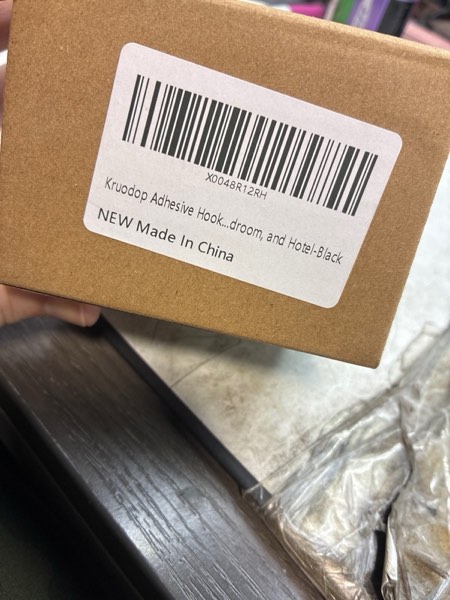 X0048R12RH
Kruodop Adhesive Hook...droom, and Hotel-Black
NEW Made In China